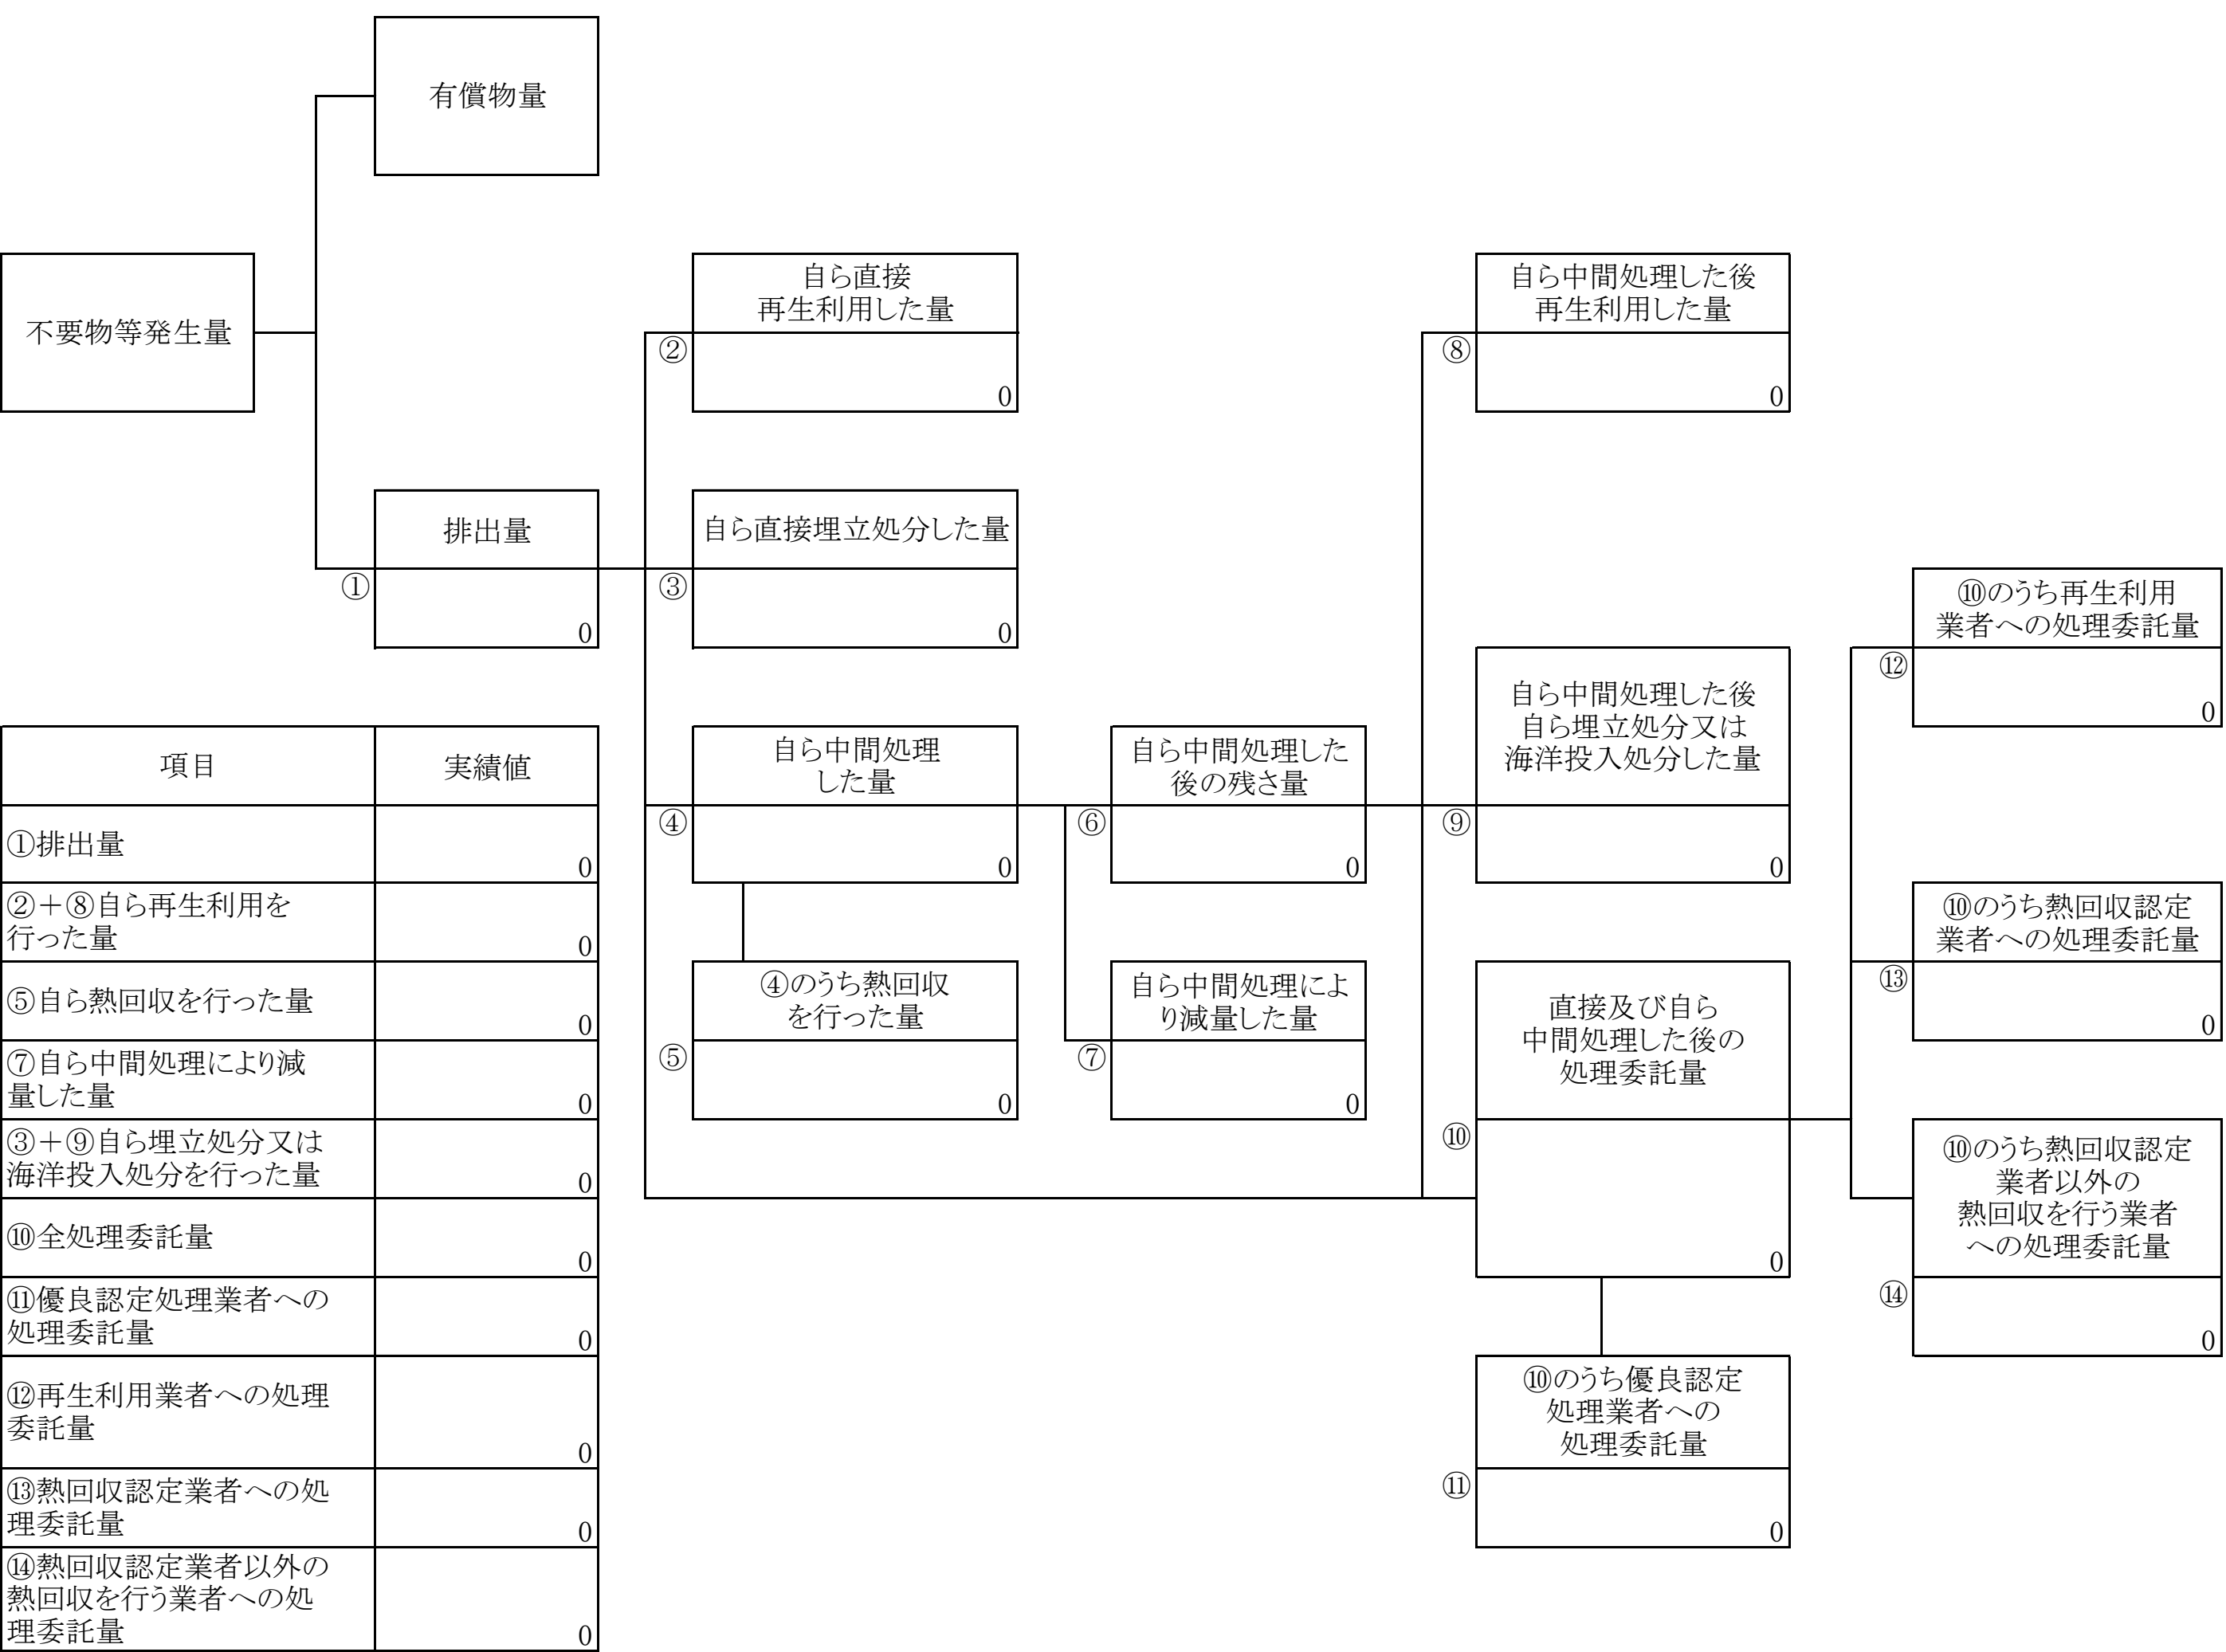 有償物量
不要物等発生量
自ら直接
再生利用した量
②
0
自ら中間処理した後
再生利用した量
⑧
0
排出量
①
0
自ら直接埋立処分した量
③
0
⑩のうち再生利用
業者への処理委託量
⑫
0
自ら中間処理
した量
④
0
自ら中間処理した
後の残さ量
⑥
0
自ら中間処理した後
自ら埋立処分又は
海洋投入処分した量
⑨
0
⑩のうち熱回収認定
業者への処理委託量
⑬
0
④のうち熱回収
を行った量
⑤
0
自ら中間処理によ
り減量した量
⑦
0
直接及び自ら
中間処理した後の
処理委託量
⑩
0
⑩のうち熱回収認定
業者以外の
熱回収を行う業者
への処理委託量
⑭
0
⑩のうち優良認定
処理業者への
処理委託量
⑪
0
項目 実績値
①排出量
0
②+⑧自ら再生利用を
行った量
0
⑤自ら熱回収を行った量
0
⑦自ら中間処理により減
量した量
0
③+⑨自ら埋立処分又は
海洋投入処分を行った量
0
⑩全処理委託量
0
⑪優良認定処理業者への
処理委託量
0
⑫再生利用業者への処理
委託量
0
⑬熱回収認定業者への処
理委託量
0
⑭熱回収認定業者以外の
熱回収を行う業者への処
理委託量
0